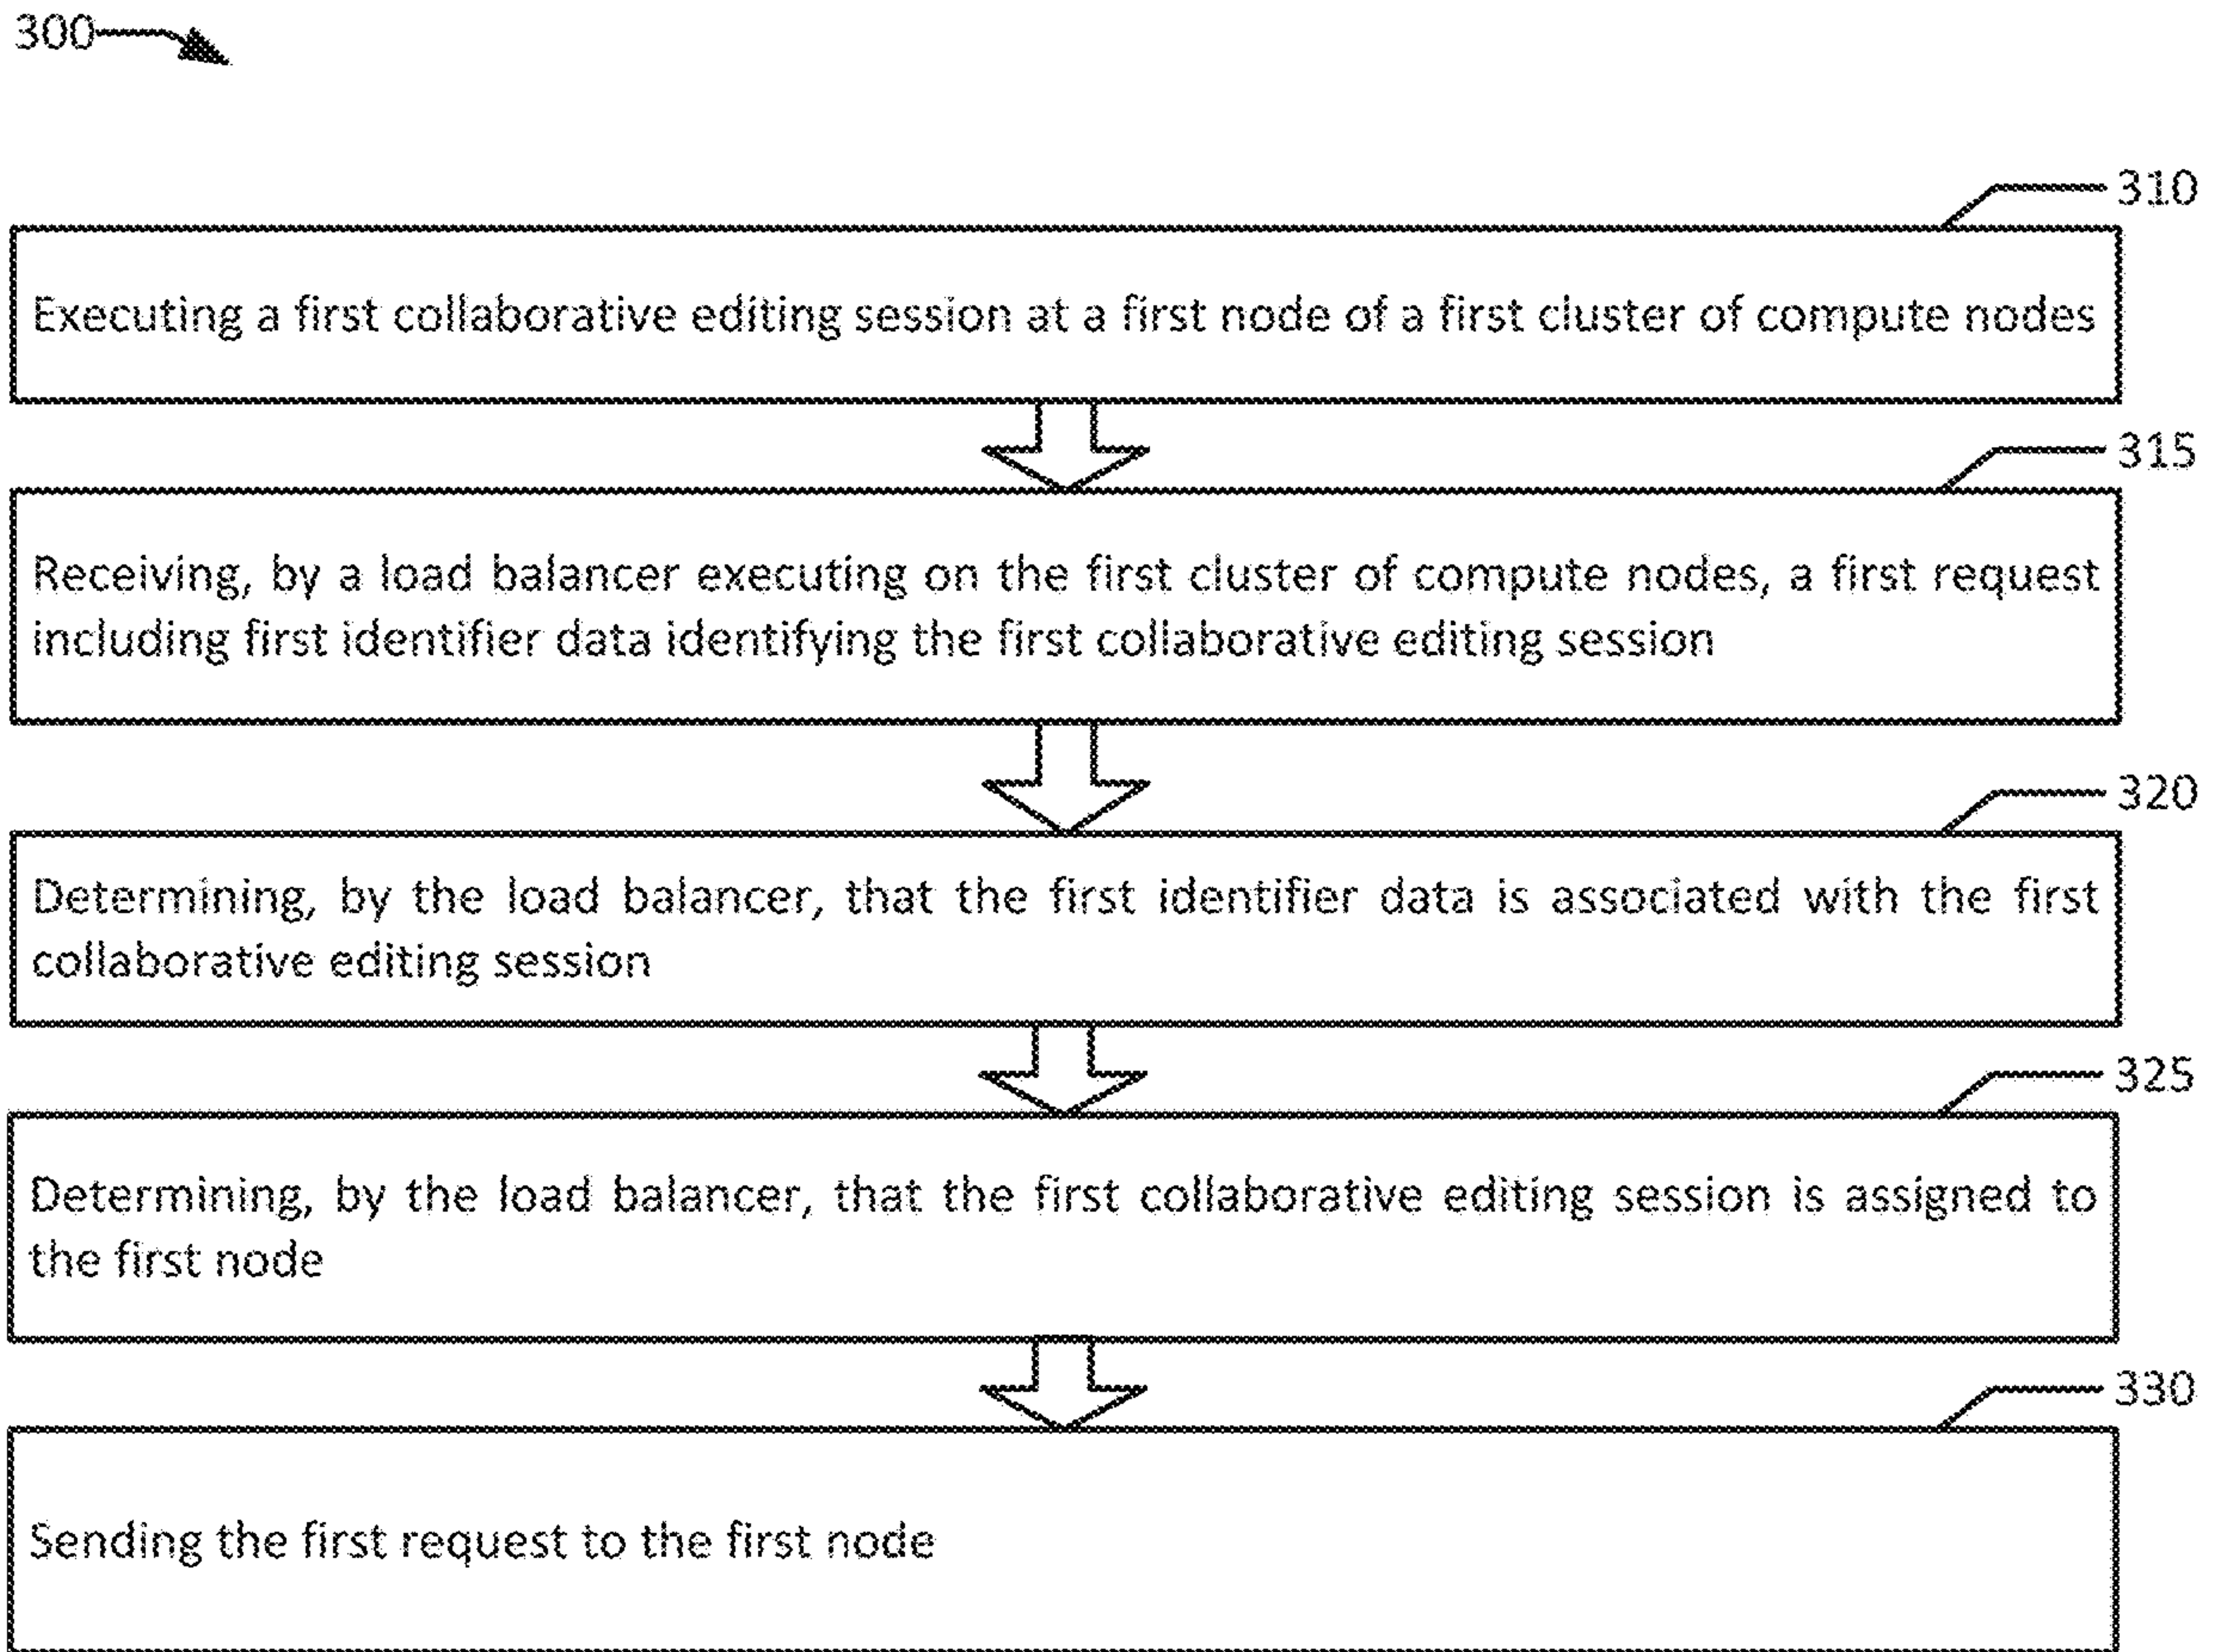 300
310
Executing a first collaborative editing session at a first node of a first cluster of compute nodes
315
Receiving, by a load balancer executing on the first cluster of compute nodes, a first request
including first identifier data identifying the first collaborative editing session
320
Determining, by the load balancer, that the first identifier data is associated with the first
collaborative editing session
325
Determining, by the load balancer, that the first collaborative editing session is assigned to
the first node
330
Sending the first request to the first node